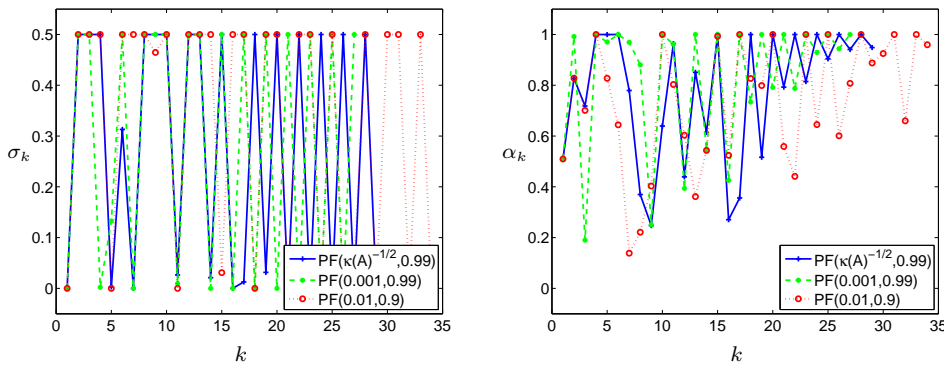 0.5
0.4
0.3
0.2
0.1
0
σk
0 5 10 15 20 25 30 35
k
PF(κ(A)−1/2,0.99)
PF(0.001,0.99)
PF(0.01,0.9)
1
0.8
0.6
0.4
0.2
0
αk
0 5 10 15 20 25 30 35
k
PF(κ(A)−1/2,0.99)
PF(0.001,0.99)
PF(0.01,0.9)